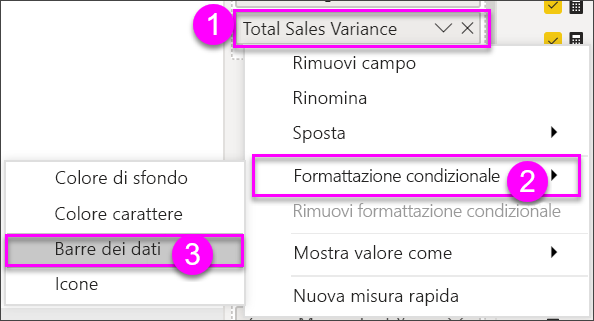 1
Total Sales Variance
Rimuovi campo
Rinomina
Sposta
Formattazione condizionale
2
Rimuovi formattazione condizionale
Mostra valore come
Nuova misura rapida
Colore di sfondo
Colore carattere
Barre dei dati
3
Icone